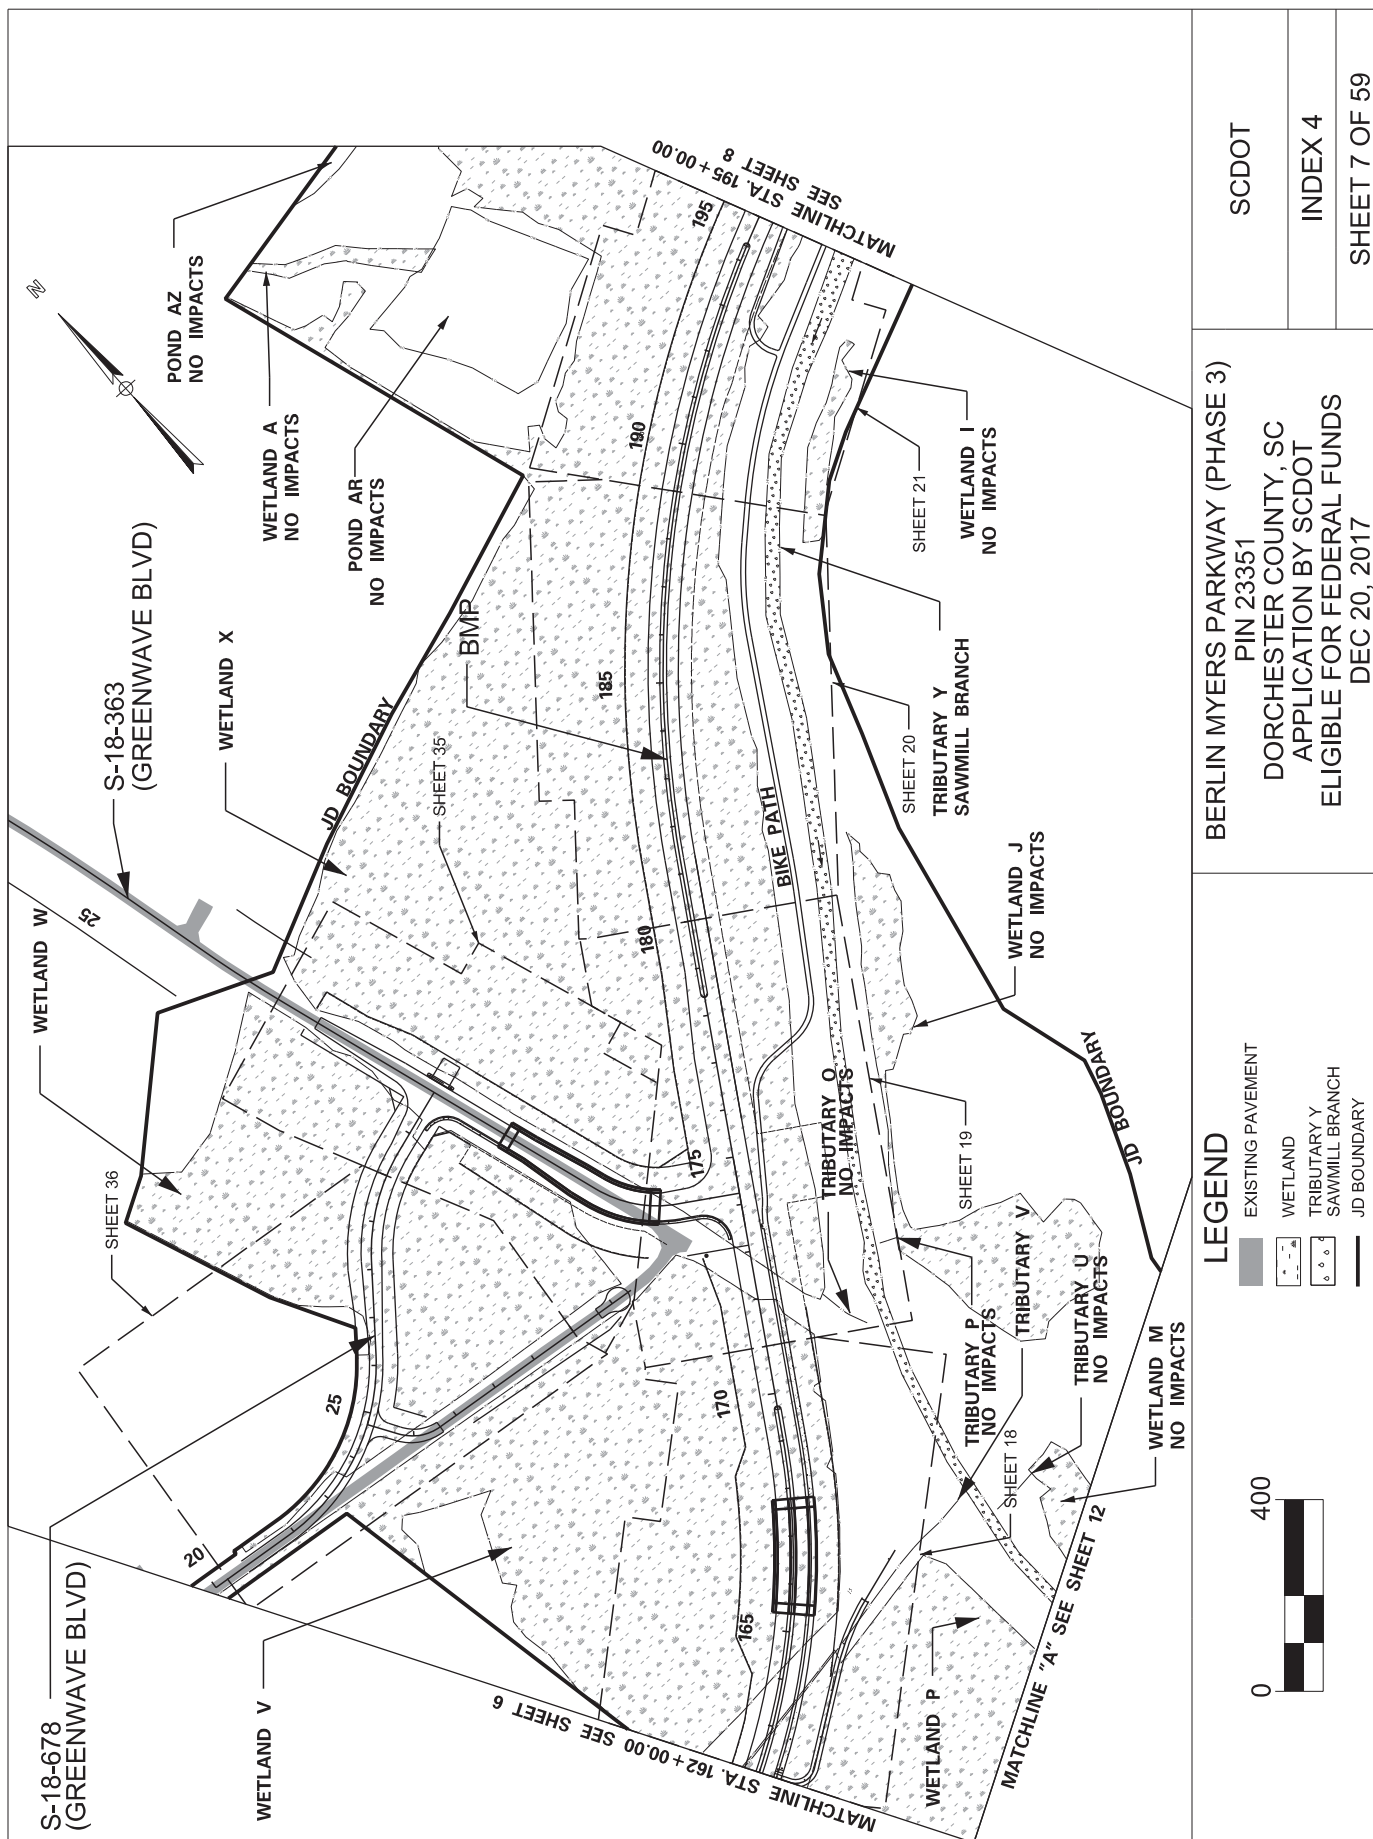 S-18-678
(GREENWAVE BLVD)
WETLAND V
MATCHLINE STA. 162+00.00 SEE SHEET 6
20
25
SHEET 36
WETLAND W
25
S-18-363
(GREENWAVE BLVD)
WETLAND X
JD BOUNDARY
SHEET 35
BMP
POND AZ
NO IMPACTS
N
WETLAND A
NO IMPACTS
POND AR
NO IMPACTS
MATCHLINE STA. 195+00.00
SEE SHEET 8
165
170
175
180
185
190
195
BIKE PATH
WETLAND P
SHEET 18
TRIBUTARY P
NO IMPACTS
TRIBUTARY V
TRIBUTARY U
NO IMPACTS
WETLAND M
NO IMPACTS
TRIBUTARY O
NO IMPACTS
SHEET 19
WETLAND J
NO IMPACTS
SHEET 20
TRIBUTARY Y
SAWMILL BRANCH
SHEET 21
WETLAND I
NO IMPACTS
JD BOUNDARY
MATCHLINE "A" SEE SHEET 12
0
400
LEGEND
EXISTING PAVEMENT
WETLAND
TRIBUTARY Y
SAWMILL BRANCH
JD BOUNDARY
BERLIN MYERS PARKWAY (PHASE 3)
PIN 23351
DORCHESTER COUNTY, SC
APPLICATION BY SCDOT
ELIGIBLE FOR FEDERAL FUNDS
DEC 20, 2017
SCDOT
INDEX 4
SHEET 7 OF 59